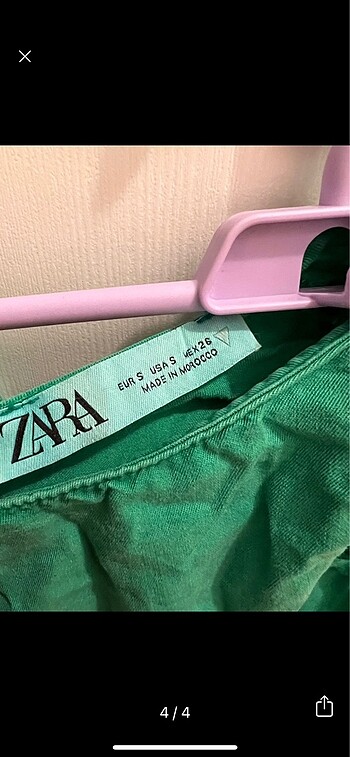 ZARA
EUR S USA S MEX 26
MADE IN MOROCCO
4 / 4